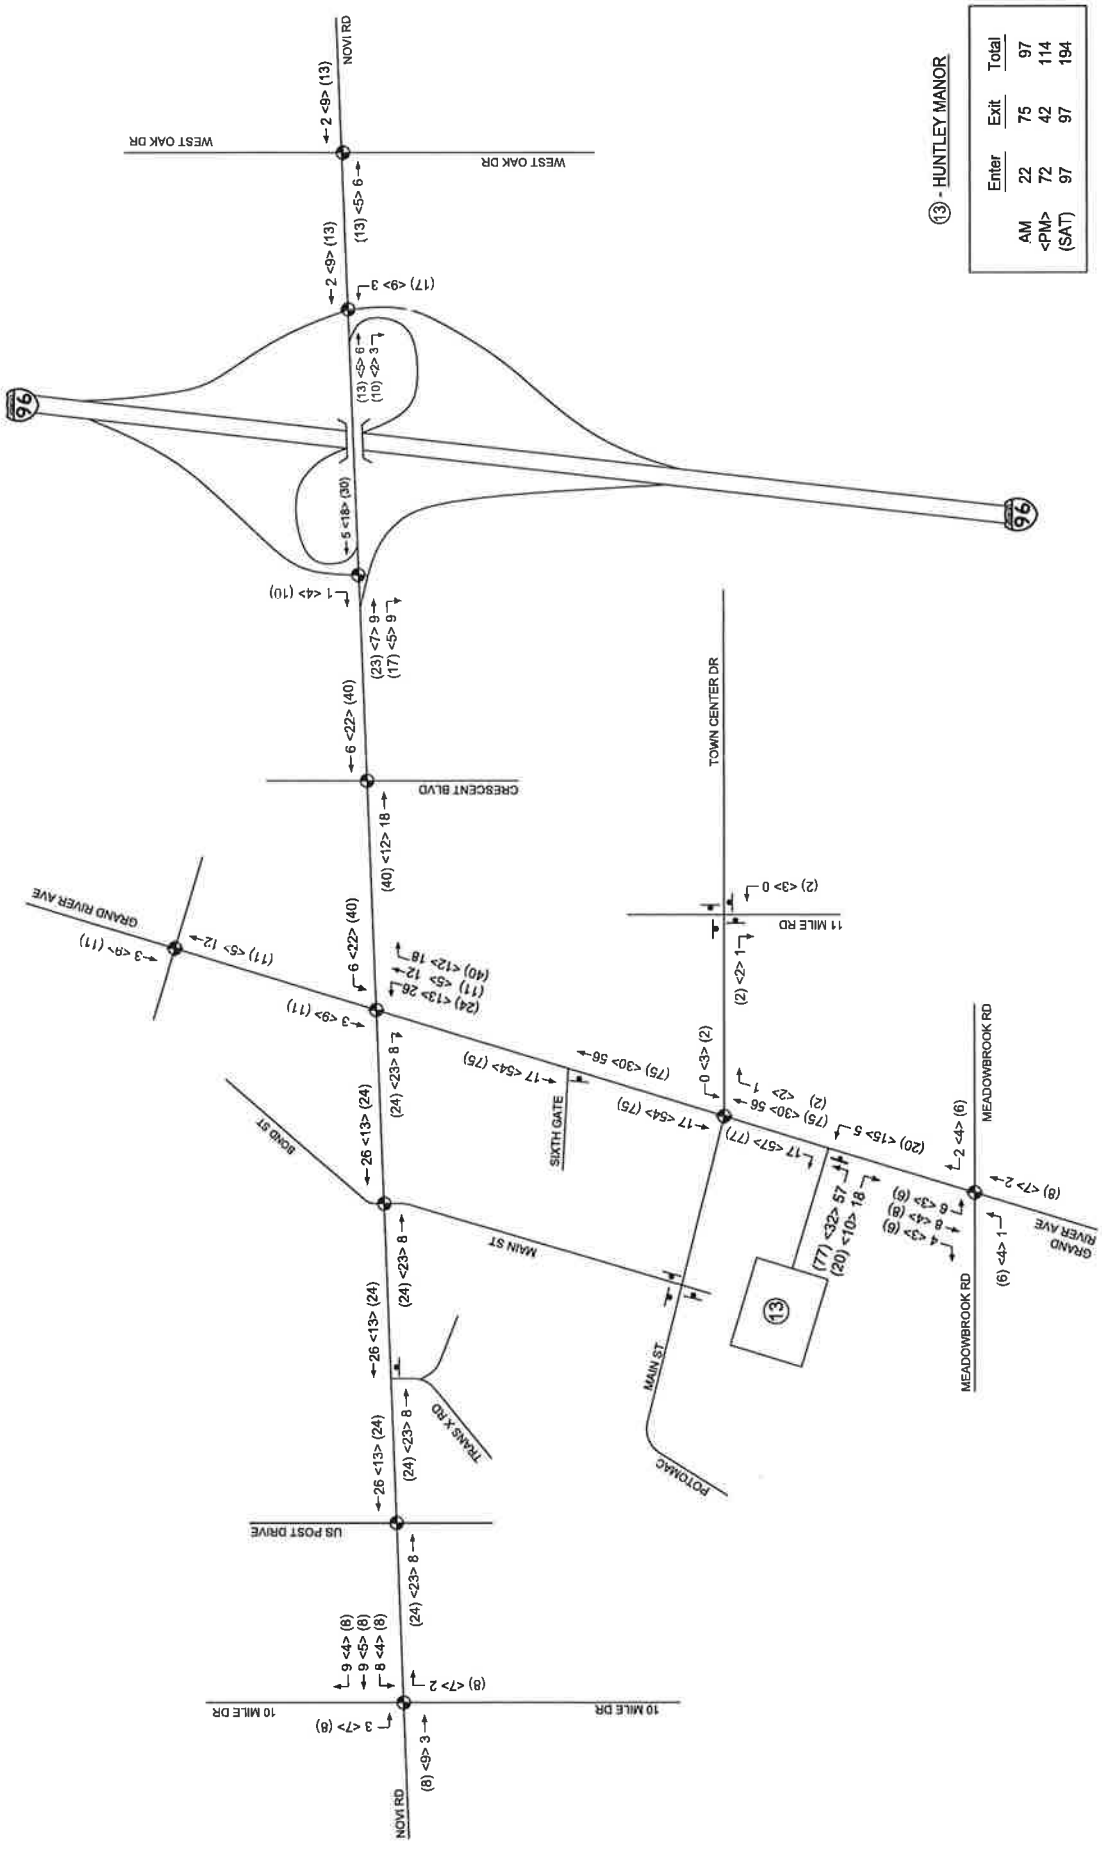 NOVI RD
2 <9> (13)
WEST OAK DR
WEST OAK DR
(13) <5> 6
2 <9> (13)
(17) <9> 3
(13) <5> 6
(10) <2> 3
96
96
5 <18> (30)
1 <4> (10)
(23) <7> 9
(17) <5> 9
6 <22> (40)
CRESCENT BLVD
(40) <12> 18
6 <22> (40)
GRAND RIVER AVE
(11) <5> 12
3 <9> (11)
(40) <12> 18
(11) <5> 12
(24) <13> 26
(24) <23> 8
26 <13> (24)
BOND ST
MAIN ST
(24) <23> 8
26 <13> (24)
TRANS X RD
(24) <23> 8
26 <13> (24)
US POST DRIVE
(24) <23> 8
9 <4> (8)
9 <5> (8)
8 <4> (8)
(8) <7> 2
10 MILE DR
10 MILE DR
3 <7> (8)
(8) <9> 3
NOVI RD
17 <54> (75)
(75) <30> 56
SIXTH GATE
17 <54> (75)
TOWN CENTER DR
(2) <3> 0
11 MILE RD
(2) <2> 1
0 <3> (2)
(2) <2> 1
(75) <30> 56
17 <57> (77)
(20) <15> 5
(77) <32> 57
(20) <10> 18
13
MAIN ST
POTOMAC
MEADOWBROOK RD
2 <4> (6)
(8) <7> 2
6 <3> (6)
8 <4> (8)
4 <3> (6)
(6) <4> 1
GRAND
RIVER AVE
MEADOWBROOK RD
13 - HUNTLEY MANOR
Enter Exit Total
AM 22 75 97
<PM> 72 42 114
(SAT) 97 97 194